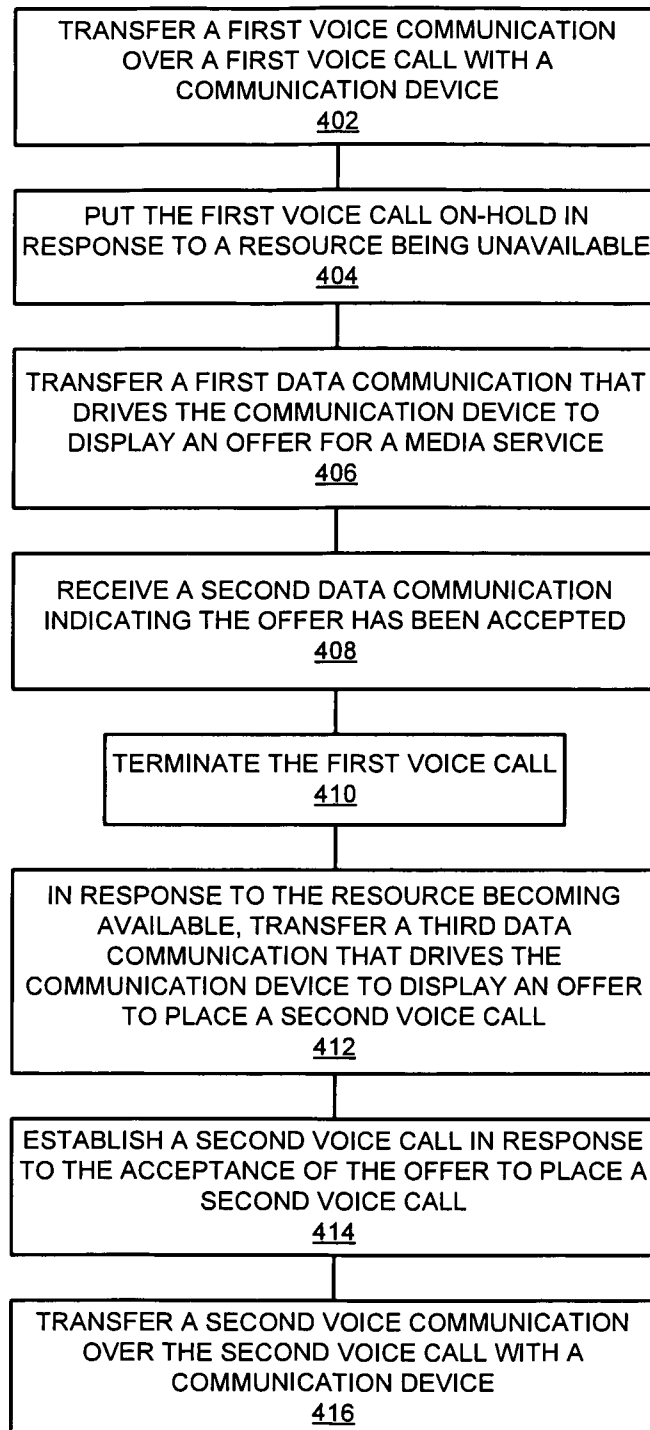 TRANSFER A FIRST VOICE COMMUNICATION
OVER A FIRST VOICE CALL WITH A
COMMUNICATION DEVICE
402
PUT THE FIRST VOICE CALL ON-HOLD IN
RESPONSE TO A RESOURCE BEING UNAVAILABLE
404
TRANSFER A FIRST DATA COMMUNICATION THAT
DRIVES THE COMMUNICATION DEVICE TO
DISPLAY AN OFFER FOR A MEDIA SERVICE
406
RECEIVE A SECOND DATA COMMUNICATION
INDICATING THE OFFER HAS BEEN ACCEPTED
408
TERMINATE THE FIRST VOICE CALL
410
IN RESPONSE TO THE RESOURCE BECOMING
AVAILABLE, TRANSFER A THIRD DATA
COMMUNICATION THAT DRIVES THE
COMMUNICATION DEVICE TO DISPLAY AN OFFER
TO PLACE A SECOND VOICE CALL
412
ESTABLISH A SECOND VOICE CALL IN RESPONSE
TO THE ACCEPTANCE OF THE OFFER TO PLACE A
SECOND VOICE CALL
414
TRANSFER A SECOND VOICE COMMUNICATION
OVER THE SECOND VOICE CALL WITH A
COMMUNICATION DEVICE
416